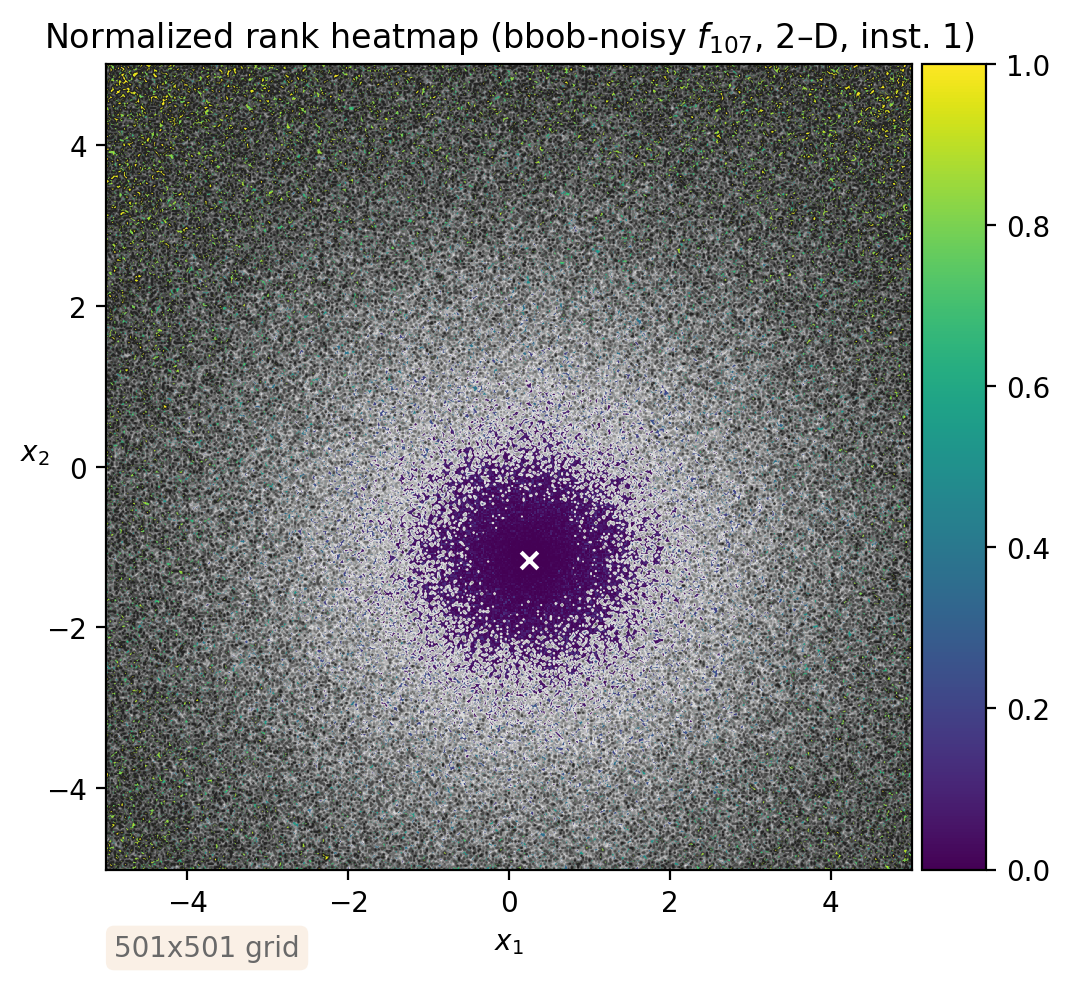 Normalized rank heatmap (bbob-noisy f₁₀₇, 2–D, inst. 1)
1.0
0.8
0.6
0.4
0.2
0.0
4
2
0
−2
−4
x₂
−4 −2 0 2 4
x₁
501x501 grid